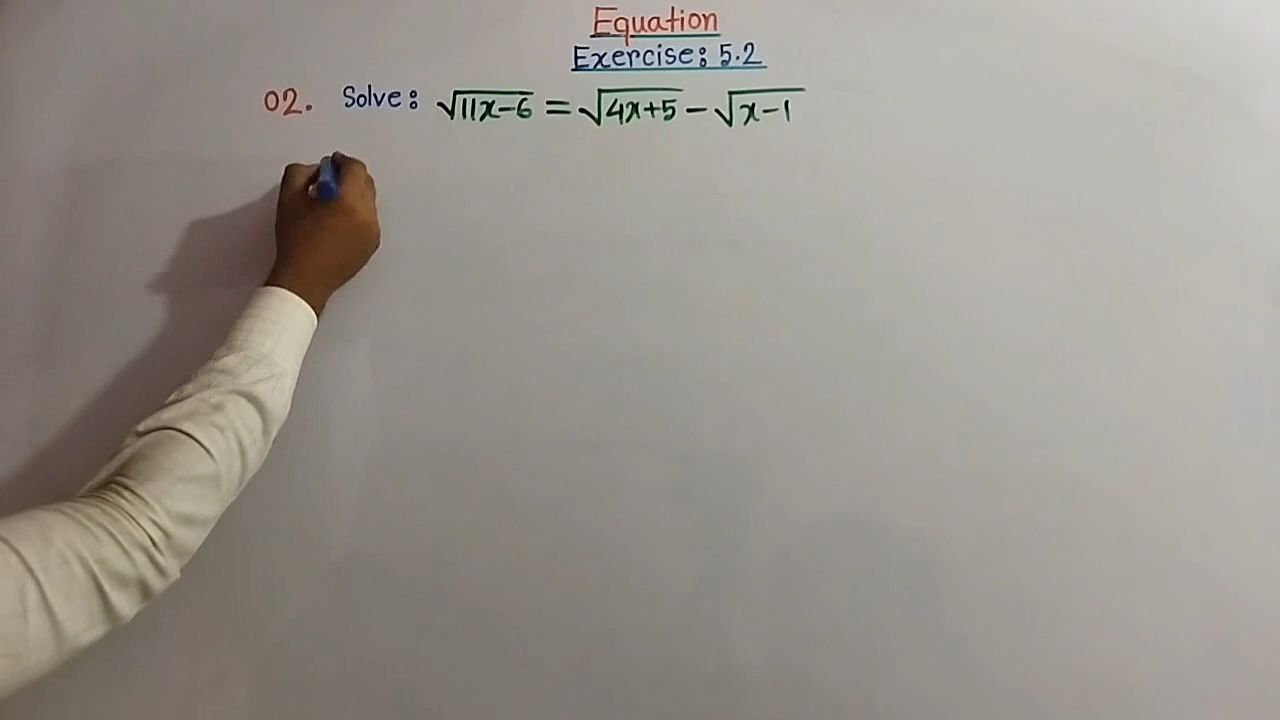 Equation
Exercise: 5.2
02. Solve: √11x-6 = √4x+5 - √x-1